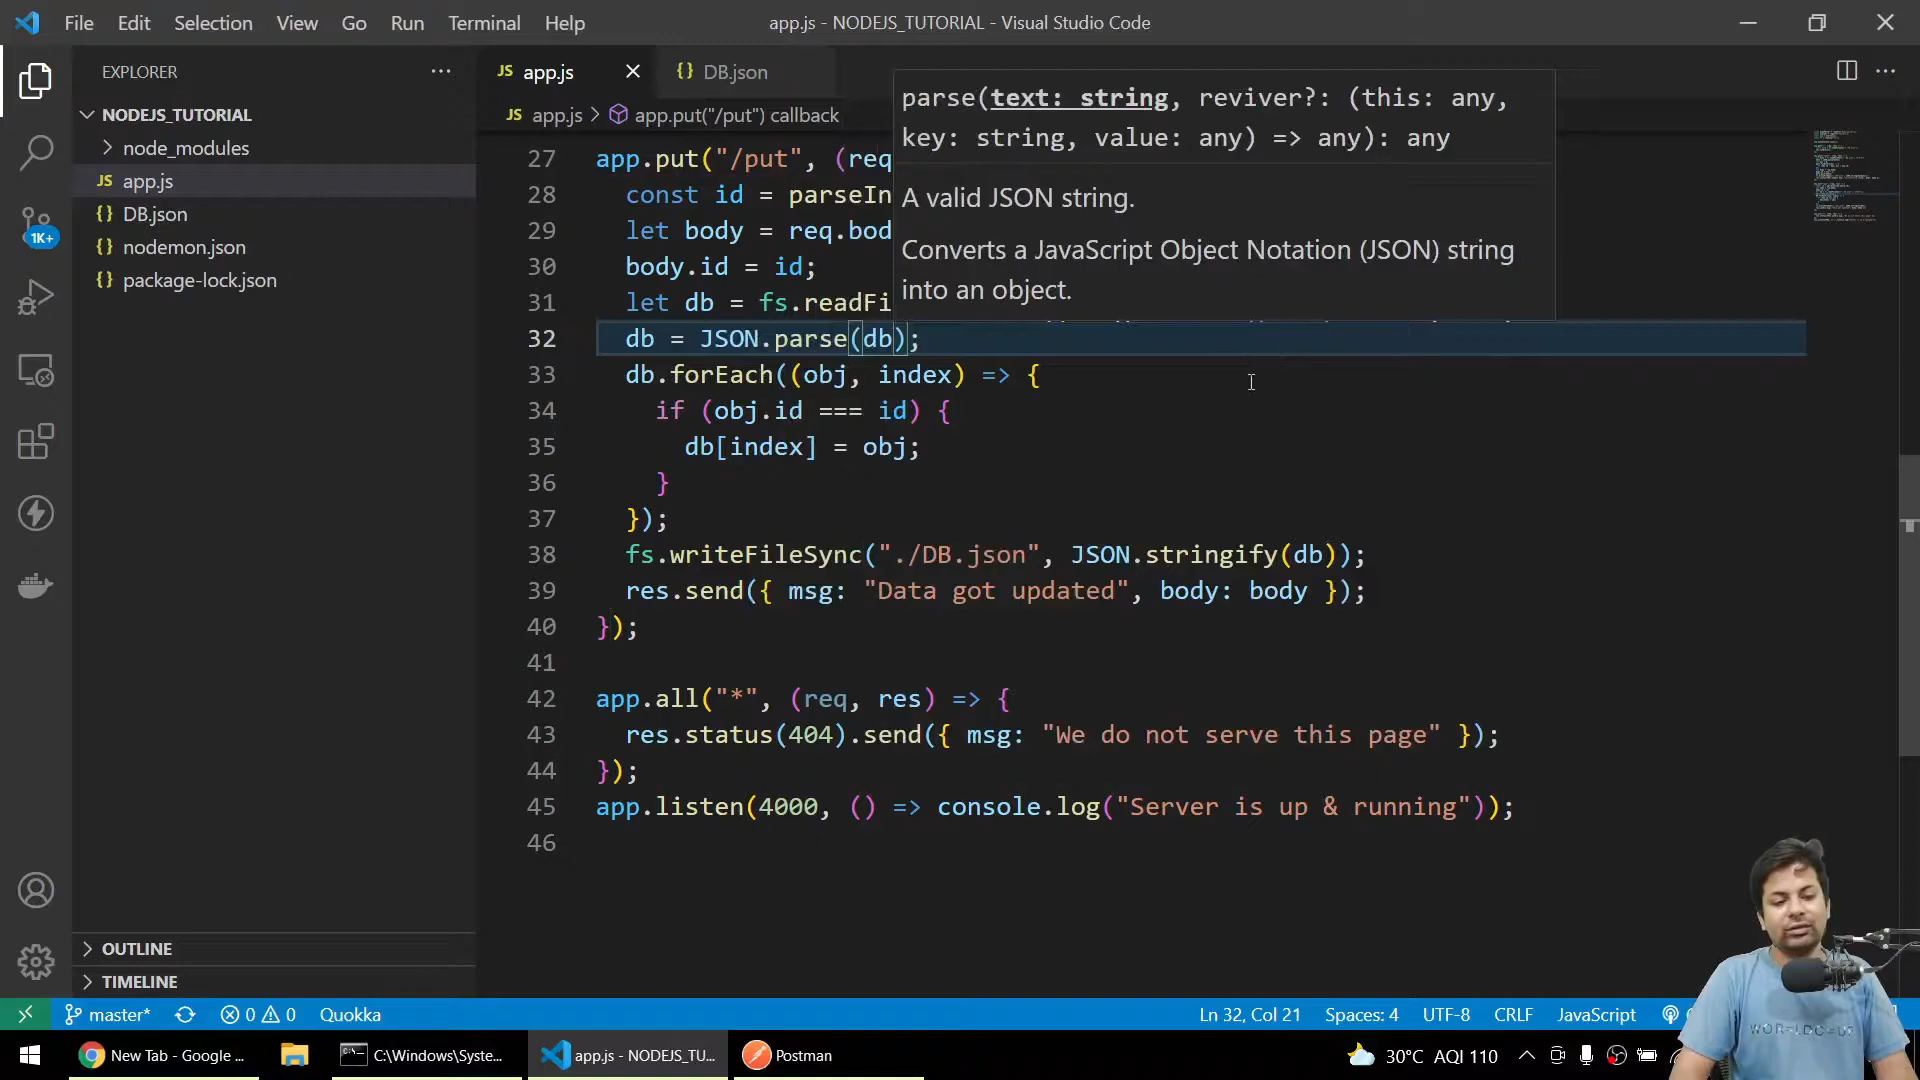 File Edit Selection View Go Run Terminal Help
app.js - NODEJS_TUTORIAL - Visual Studio Code
EXPLORER
NODEJS_TUTORIAL
node_modules
JS app.js
{} DB.json
{} nodemon.json
{} package-lock.json
1K+
OUTLINE
TIMELINE
JS app.js
{} DB.json
JS app.js > app.put("/put") callback
parse(text: string, reviver?: (this: any,
key: string, value: any) => any): any
A valid JSON string.
Converts a JavaScript Object Notation (JSON) string
into an object.
27 app.put("/put", (req
28 const id = parseIn
29 let body = req.bod
30 body.id = id;
31 let db = fs.readFi
32 db = JSON.parse(db);
33 db.forEach((obj, index) => {
34 if (obj.id === id) {
35 db[index] = obj;
36 }
37 });
38 fs.writeFileSync("./DB.json", JSON.stringify(db));
39 res.send({ msg: "Data got updated", body: body });
40 });
41
42 app.all("*", (req, res) => {
43 res.status(404).send({ msg: "We do not serve this page" });
44 });
45 app.listen(4000, () => console.log("Server is up & running"));
46
master* 0 0 Quokka
Ln 32, Col 21 Spaces: 4 UTF-8 CRLF JavaScript
New Tab - Google ...
C:\Windows\Syste...
app.js - NODEJS_TU...
Postman
30°C AQI 110